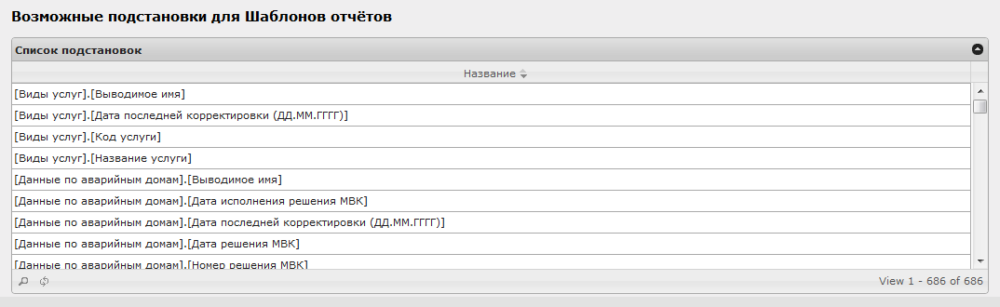 Возможные подстановки для Шаблонов отчётов
Список подстановок
Название
[Виды услуг].[Выводимое имя]
[Виды услуг].[Дата последней корректировки (ДД.ММ.ГГГГ)]
[Виды услуг].[Код услуги]
[Виды услуг].[Название услуги]
[Данные по аварийным домам].[Выводимое имя]
[Данные по аварийным домам].[Дата исполнения решения МВК]
[Данные по аварийным домам].[Дата последней корректировки (ДД.ММ.ГГГГ)]
[Данные по аварийным домам].[Дата решения МВК]
[Данные по аварийным домам].[Номер решения МВК]
View 1 - 686 of 686